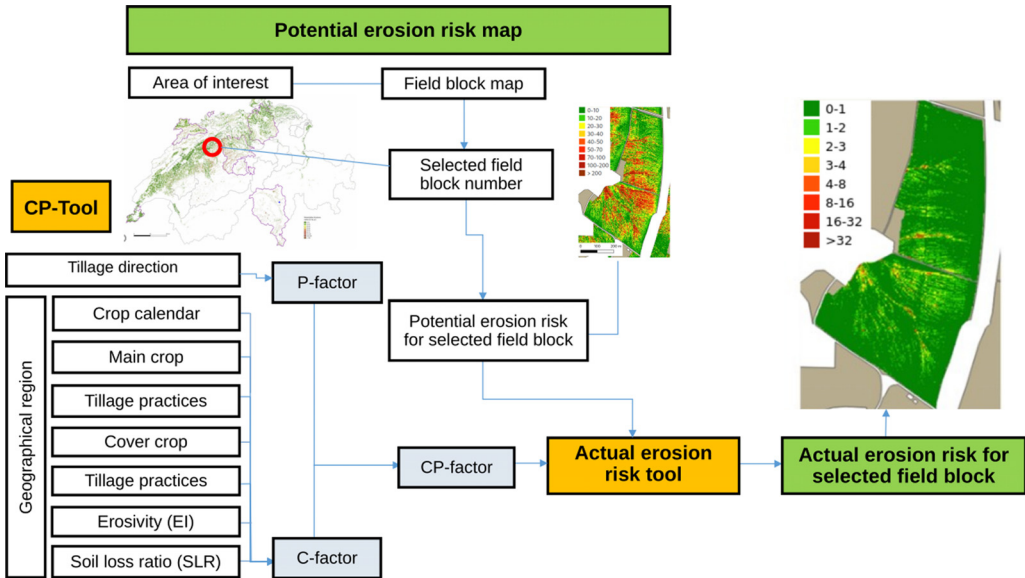 Potential erosion risk map
Area of interest
Field block map
Selected field
block number
CP-Tool
0-10
10-20
20-30
30-40
40-50
50-70
70-100
100-200
>200
0-1
1-2
2-3
3-4
4-8
8-16
16-32
>32
Tillage direction
P-factor
Geographical region
Crop calendar
Main crop
Tillage practices
Cover crop
Tillage practices
Erosivity (EI)
Soil loss ratio (SLR)
Potential erosion risk
for selected field block
CP-factor
C-factor
Actual erosion
risk tool
Actual erosion risk for
selected field block